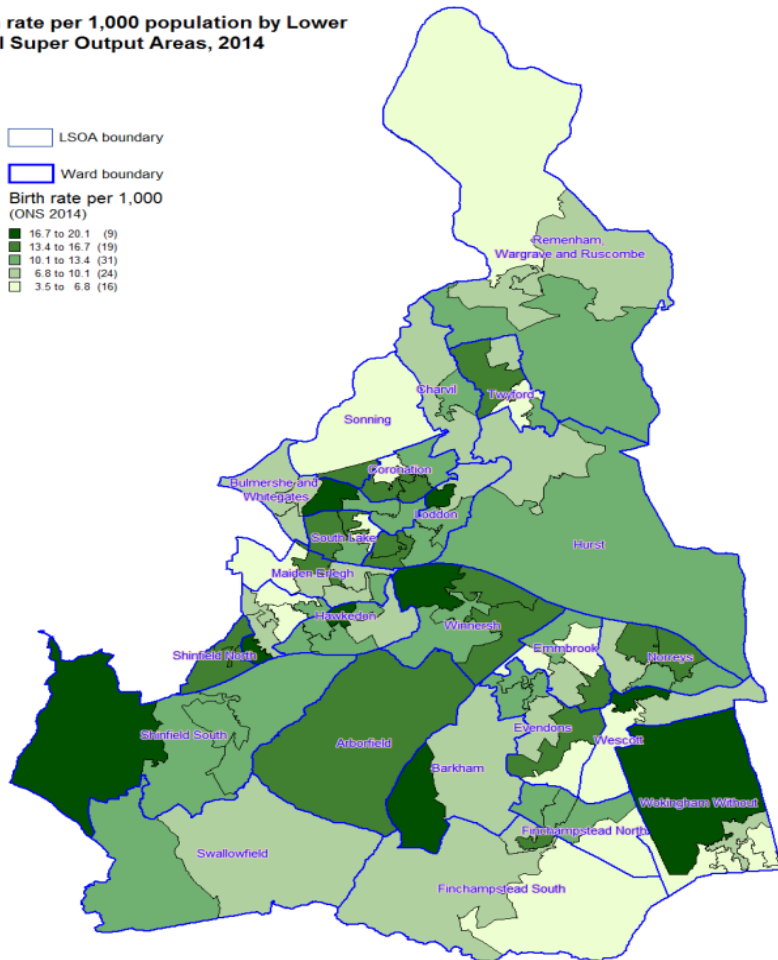 rate per 1,000 population by Lower
Super Output Areas, 2014
LSOA boundary
Ward boundary
Birth rate per 1,000
(ONS 2014)
16.7 to 20.1 (9)
13.4 to 16.7 (19)
10.1 to 13.4 (31)
6.8 to 10.1 (24)
3.5 to 6.8 (16)
Remenham,
Wargrave and Ruscombe
Charvil
Twyford
Sonning
Coronation
Bulmershe and
Whitegates
Loddon
South Lake
Hurst
Maiden Erlegh
Hawkedon
Winnersh
Emmbrook
Shinfield North
Norreys
Shinfield South
Evendons
Wescott
Arborfield
Barkham
Wokingham Without
Finchampstead North
Swallowfield
Finchampstead South